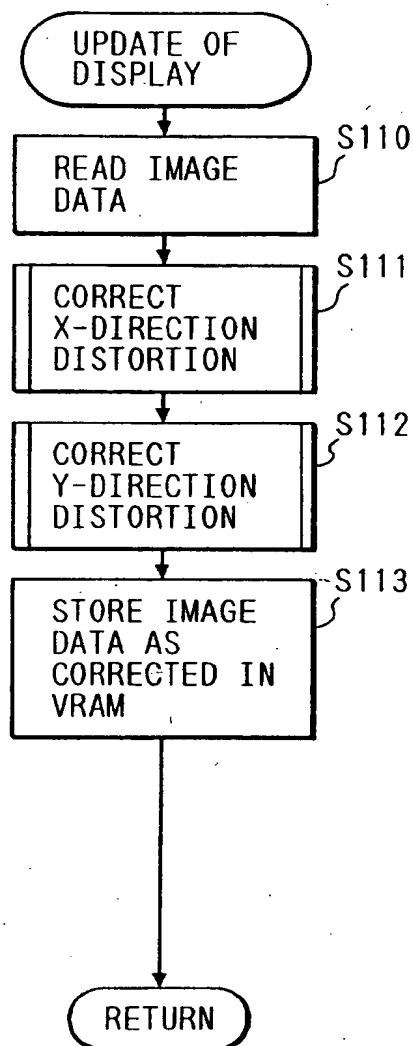 UPDATE OF
DISPLAY
S110
READ IMAGE
DATA
S111
CORRECT
X-DIRECTION
DISTORTION
S112
CORRECT
Y-DIRECTION
DISTORTION
S113
STORE IMAGE
DATA AS
CORRECTED IN
VRAM
RETURN